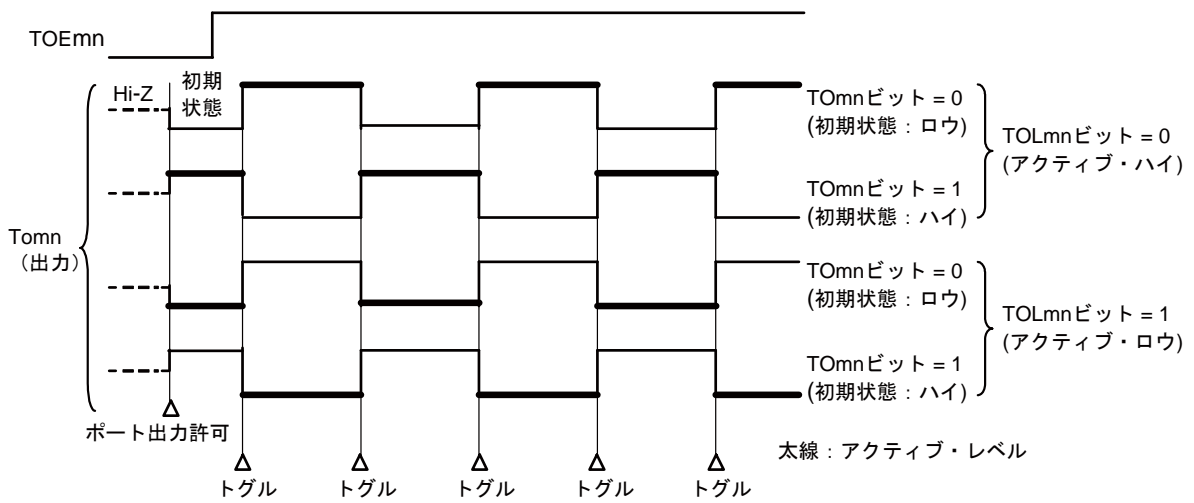 TOEmn
Hi-Z
初期
状態
Tomn
（出力）
TOmnビット = 0
(初期状態：ロウ)
TOmnビット = 1
(初期状態：ハイ)
TOLmnビット = 0
(アクティブ・ハイ)
TOmnビット = 0
(初期状態：ロウ)
TOmnビット = 1
(初期状態：ハイ)
TOLmnビット = 1
(アクティブ・ロウ)
ポート出力許可
太線：アクティブ・レベル
トグル トグル トグル トグル トグル